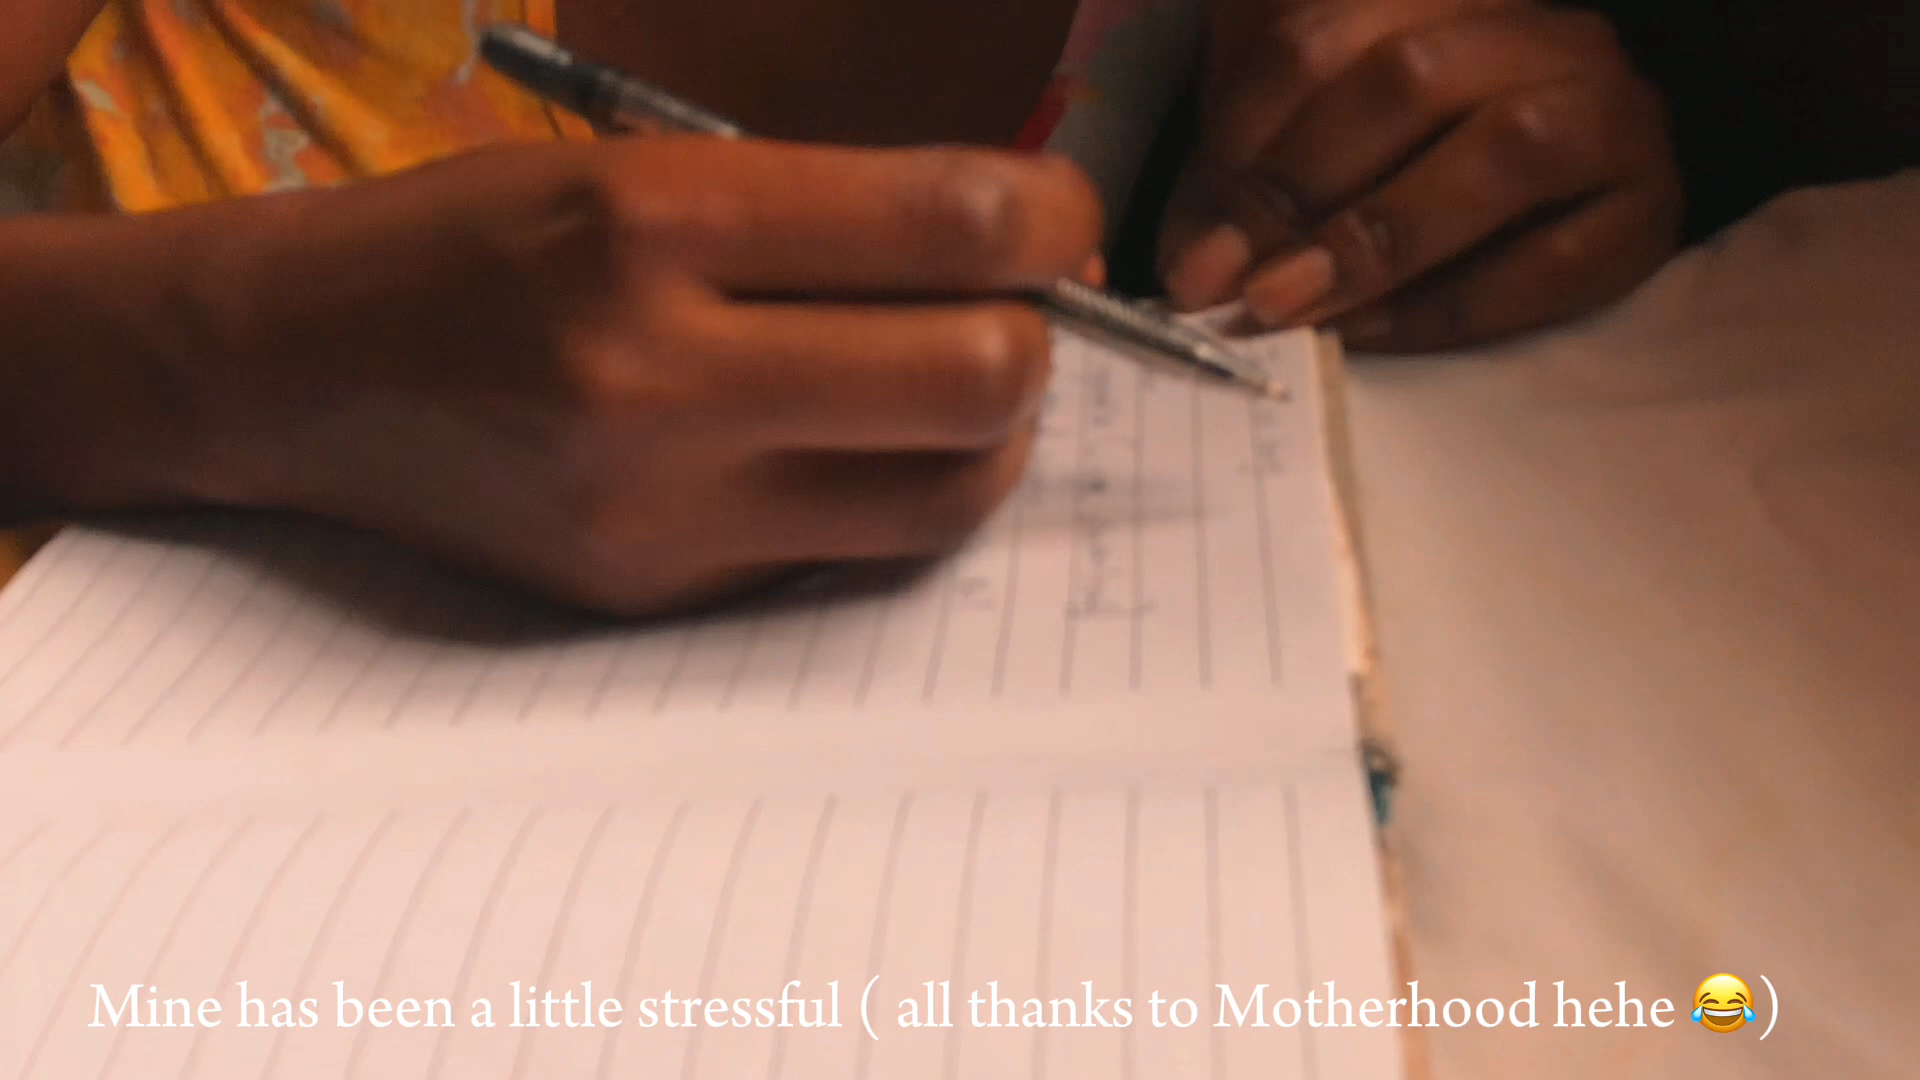 Mine has been a little stressful ( all thanks to Motherhood hehe 😂)